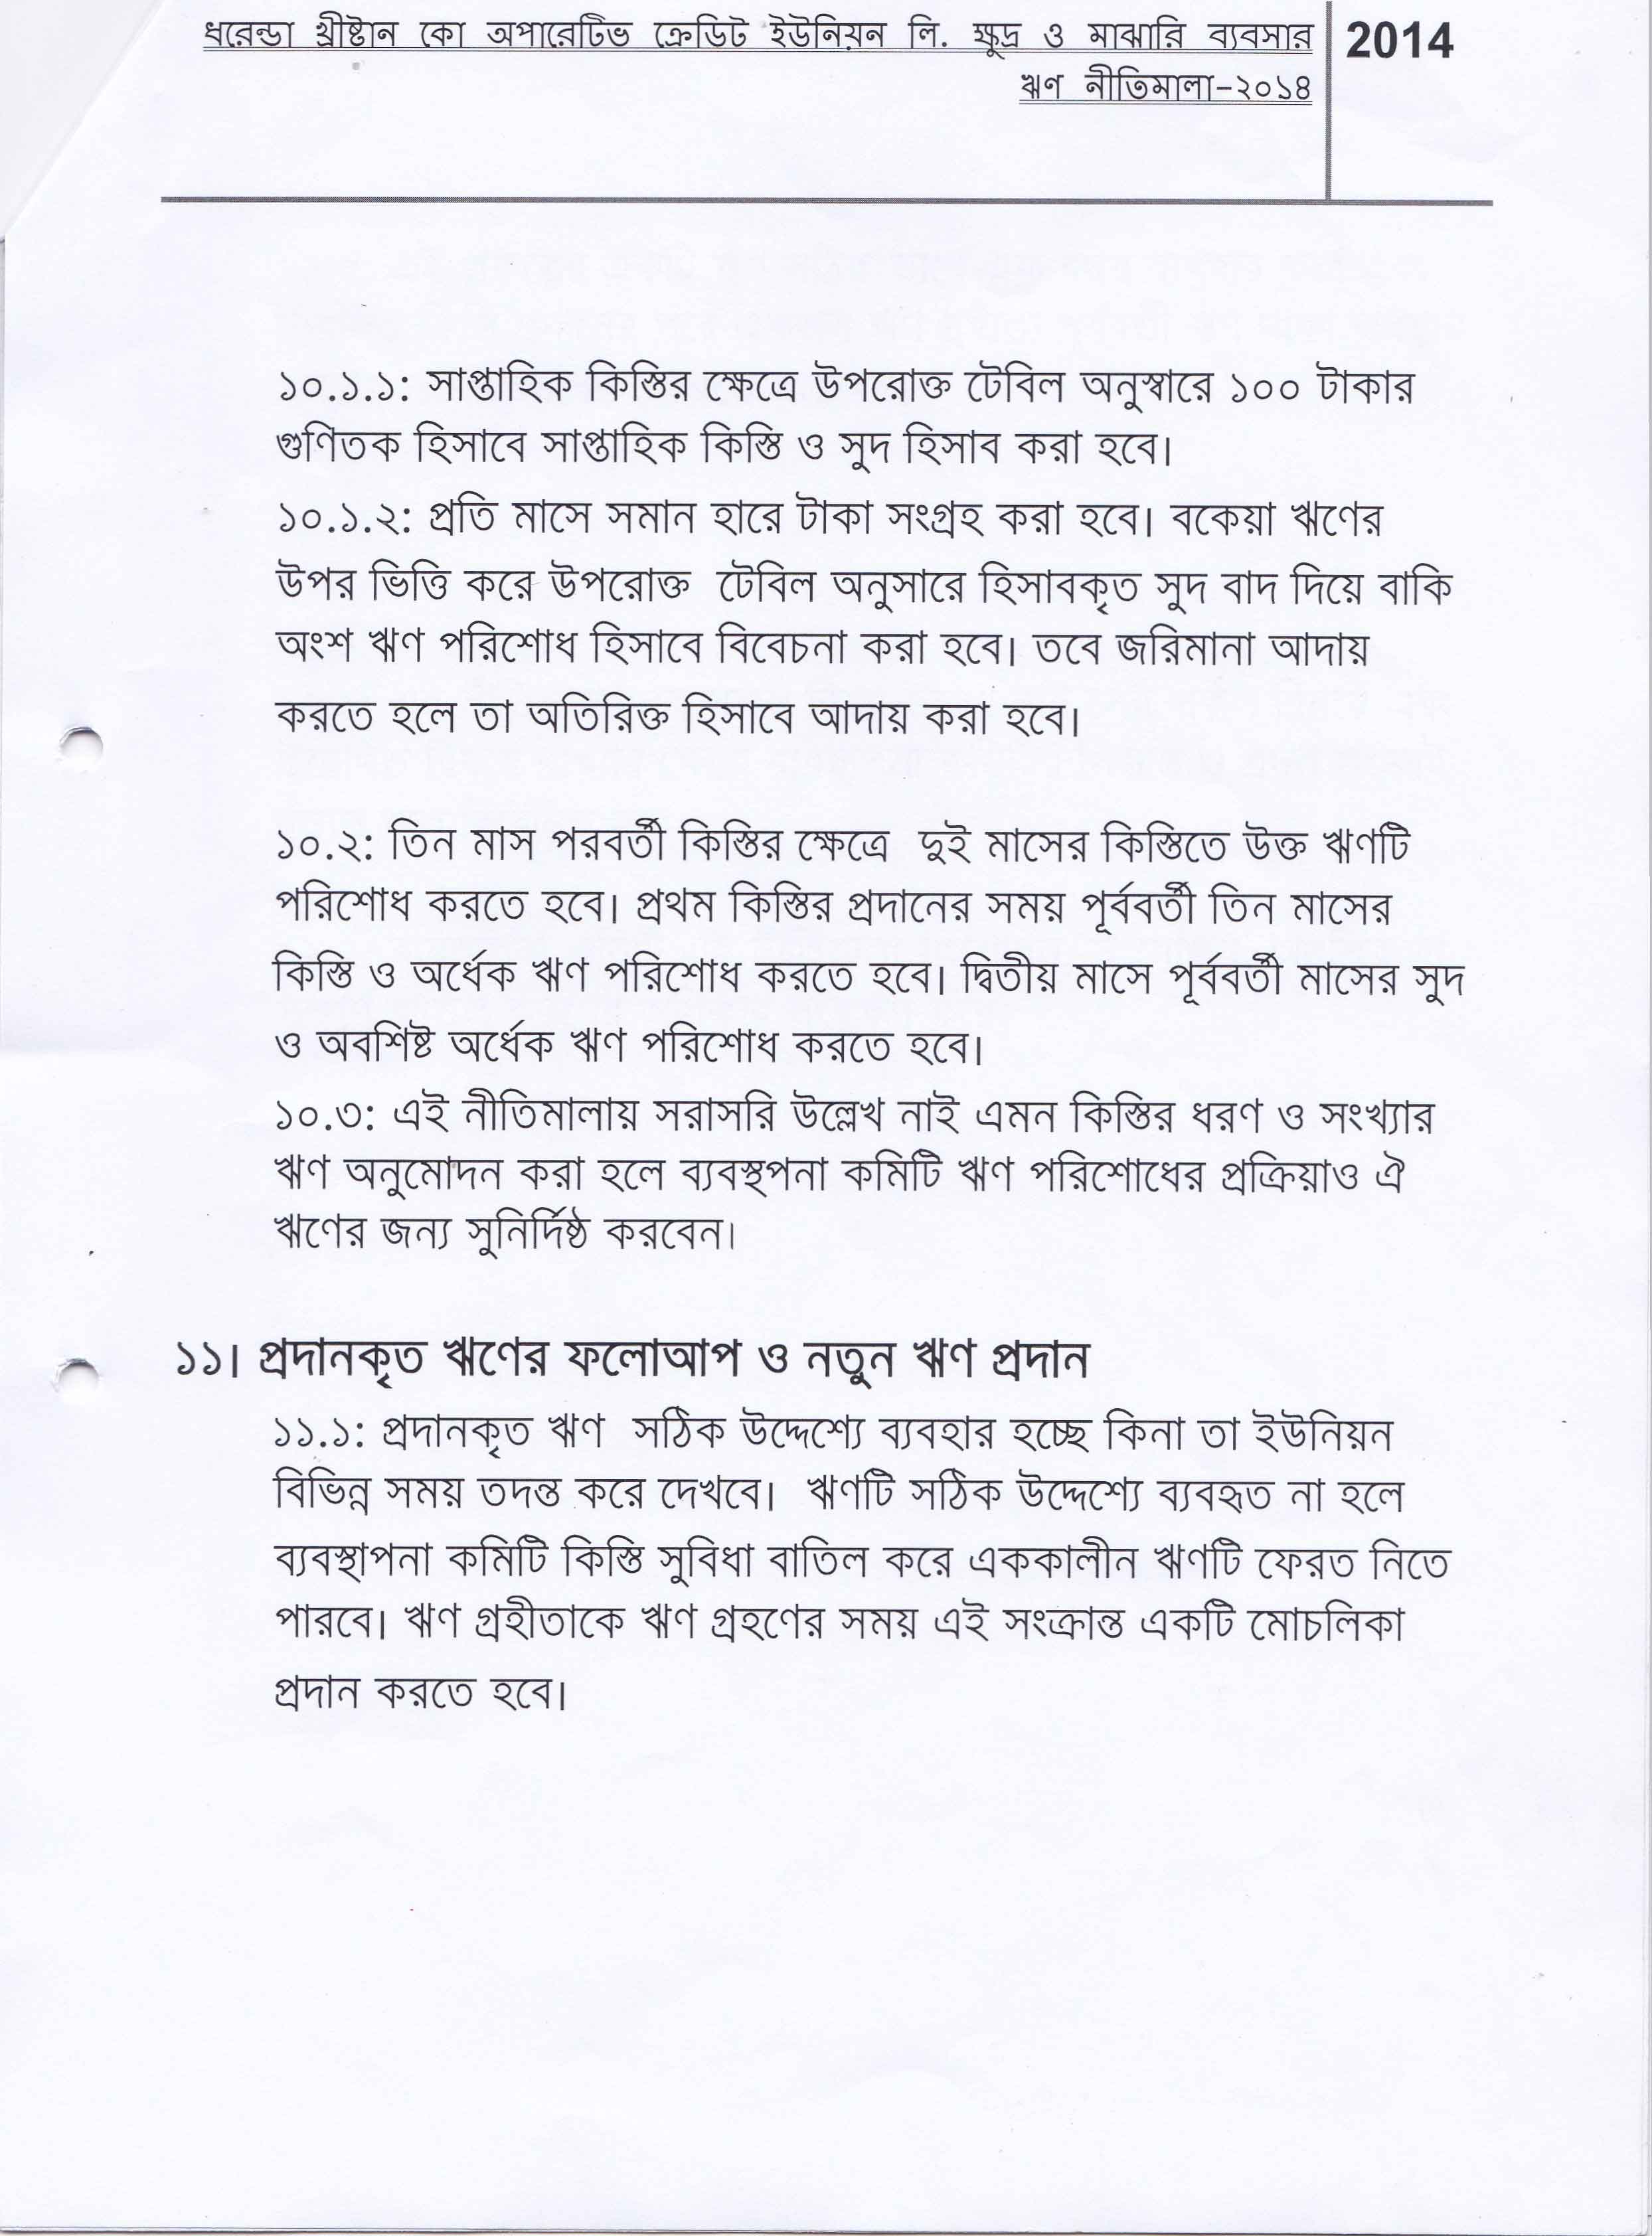 ধরেন্ডা খ্রীষ্টান কো অপারেটিভ ক্রেডিট ইউনিয়ন লি. ক্ষুদ্র ও মাঝারি ব্যবসার
ঋণ নীতিমালা-২০১৪
2014
১০.১.১: সাপ্তাহিক কিস্তির ক্ষেত্রে উপরোক্ত টেবিল অনুস্বারে ১০০ টাকার
গুণিতক হিসাবে সাপ্তাহিক কিস্তি ও সুদ হিসাব করা হবে।
১০.১.২: প্রতি মাসে সমান হারে টাকা সংগ্রহ করা হবে। বকেয়া ঋণের
উপর ভিত্তি করে উপরোক্ত টেবিল অনুসারে হিসাবকৃত সুদ বাদ দিয়ে বাকি
অংশ ঋণ পরিশোধ হিসাবে বিবেচনা করা হবে। তবে জরিমানা আদায়
করতে হলে তা অতিরিক্ত হিসাবে আদায় করা হবে।
১০.২: তিন মাস পরবর্তী কিস্তির ক্ষেত্রে দুই মাসের কিস্তিতে উক্ত ঋণটি
পরিশোধ করতে হবে। প্রথম কিস্তির প্রদানের সময় পূর্ববর্তী তিন মাসের
কিস্তি ও অর্ধেক ঋণ পরিশোধ করতে হবে। দ্বিতীয় মাসে পূর্ববর্তী মাসের সুদ
ও অবশিষ্ট অর্ধেক ঋণ পরিশোধ করতে হবে।
১০.৩: এই নীতিমালায় সরাসরি উল্লেখ নাই এমন কিস্তির ধরণ ও সংখ্যার
ঋণ অনুমোদন করা হলে ব্যবস্থপনা কমিটি ঋণ পরিশোধের প্রক্রিয়াও ঐ
ঋণের জন্য সুনির্দিষ্ঠ করবেন।
১১। প্রদানকৃত ঋণের ফলোআপ ও নতুন ঋণ প্রদান
১১.১: প্রদানকৃত ঋণ সঠিক উদ্দেশ্যে ব্যবহার হচ্ছে কিনা তা ইউনিয়ন
বিভিন্ন সময় তদন্ত করে দেখবে। ঋণটি সঠিক উদ্দেশ্যে ব্যবহৃত না হলে
ব্যবস্থাপনা কমিটি কিস্তি সুবিধা বাতিল করে এককালীন ঋণটি ফেরত নিতে
পারবে। ঋণ গ্রহীতাকে ঋণ গ্রহণের সময় এই সংক্রান্ত একটি মোচলিকা
প্রদান করতে হবে।